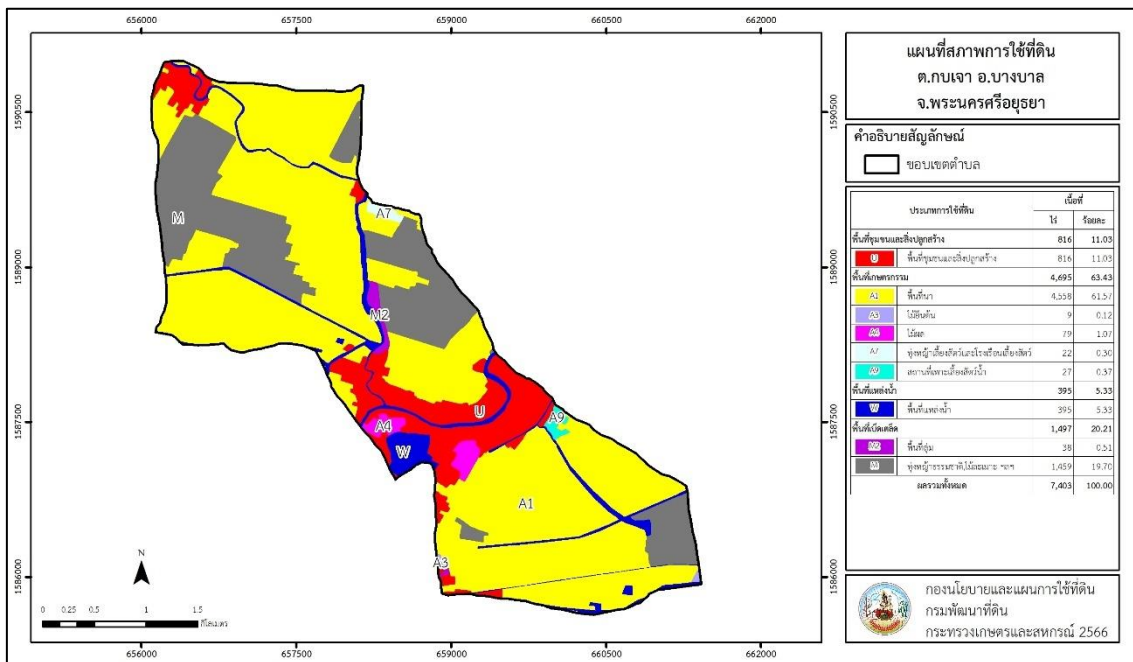 656000 657500 659000 660500 662000
1590500 1590500
1589000 1589000
1587500 1587500
1586000 1586000
M
A7
M2
U
A4
A9
W
A1
A3
N
0 0.25 0.5 1 1.5
กิโลเมตร
656000 657500 659000 660500 662000
แผนที่สภาพการใช้ที่ดิน
ต.กบเจา อ.บางบาล
จ.พระนครศรีอยุธยา
คำอธิบายสัญลักษณ์
ขอบเขตตำบล
ประเภทการใช้ที่ดิน เนื้อที่
ไร่ ร้อยละ
พื้นที่ชุมชนและสิ่งปลูกสร้าง 816 11.03
U พื้นที่ชุมชนและสิ่งปลูกสร้าง 816 11.03
พื้นที่เกษตรกรรม 4,695 63.43
A1 พื้นที่นา 4,558 61.57
A3 ไม้ยืนต้น 9 0.12
ไม้ผล 79 1.07
A7 ทุ่งหญ้าเลี้ยงสัตว์และโรงเรือนเลี้ยงสัตว์ 22 0.30
A9 สถานที่เพาะเลี้ยงสัตว์น้ำ 27 0.37
พื้นที่แหล่งน้ำ 395 5.33
W พื้นที่แหล่งน้ำ 395 5.33
พื้นที่เบ็ดเตล็ด 1,497 20.21
M2 พื้นที่ลุ่ม 38 0.51
M ทุ่งหญ้าธรรมชาติ,ไม้ละเมาะ ฯลฯ 1,459 19.70
ผลรวมทั้งหมด 7,403 100.00
กองนโยบายและแผนการใช้ที่ดิน
กรมพัฒนาที่ดิน
กระทรวงเกษตรและสหกรณ์ 2566